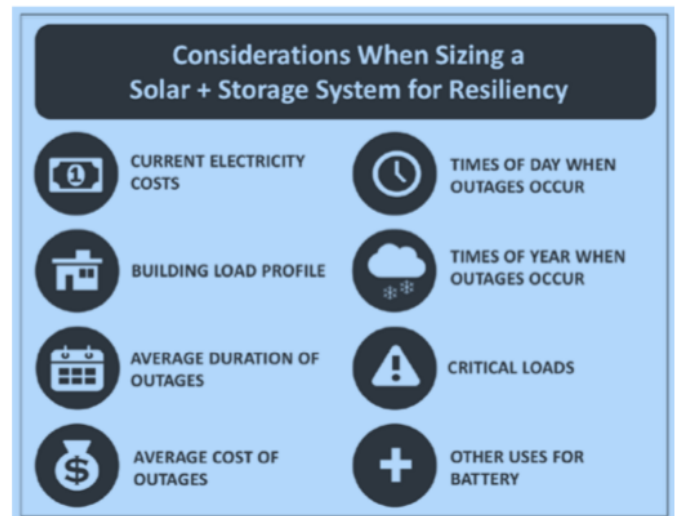 Considerations When Sizing a
Solar + Storage System for Resiliency
CURRENT ELECTRICITY
COSTS
BUILDING LOAD PROFILE
AVERAGE DURATION OF
OUTAGES
AVERAGE COST OF
OUTAGES
TIMES OF DAY WHEN
OUTAGES OCCUR
TIMES OF YEAR WHEN
OUTAGES OCCUR
CRITICAL LOADS
OTHER USES FOR
BATTERY